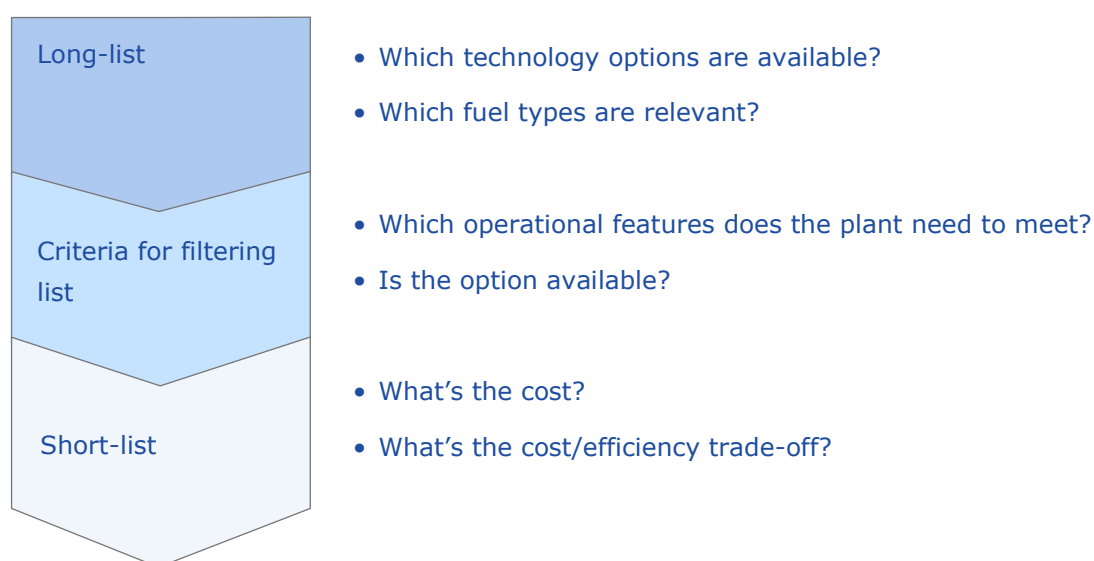 Long-list
• Which technology options are available?
• Which fuel types are relevant?
Criteria for filtering
list
• Which operational features does the plant need to meet?
• Is the option available?
Short-list
• What’s the cost?
• What’s the cost/efficiency trade-off?